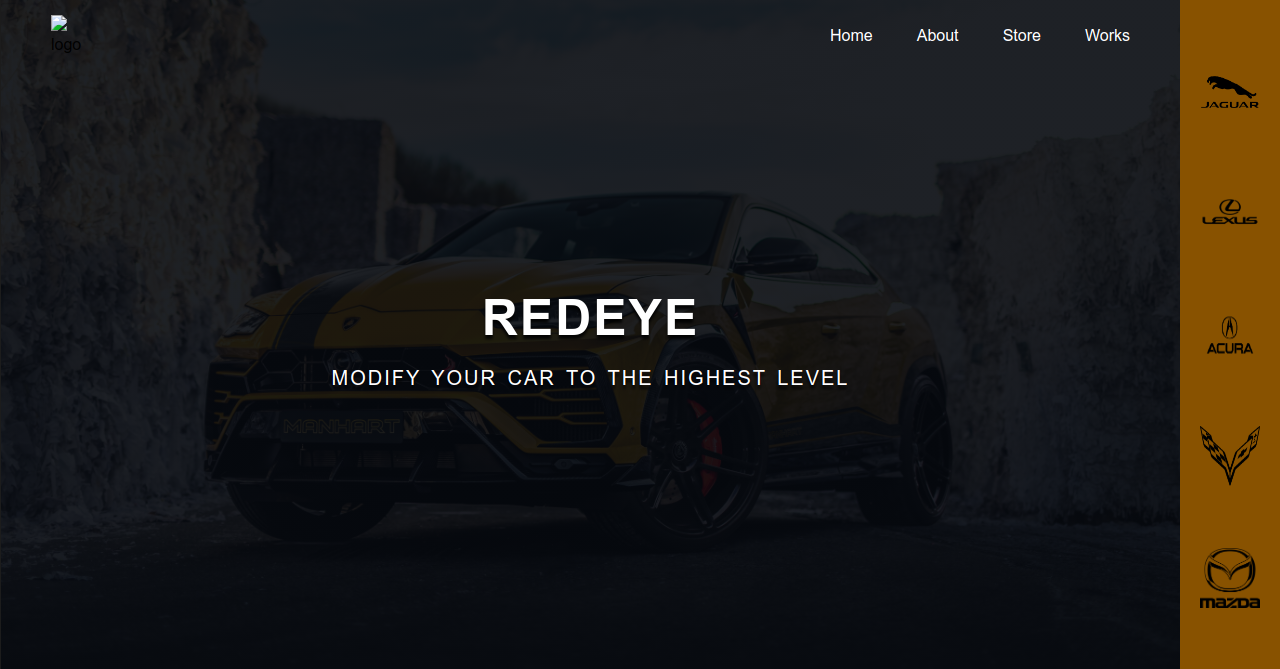 logo
Home
About
Store
Works
JAGUAR
LEXUS
ACURA
REDEYE
MODIFY YOUR CAR TO THE HIGHEST LEVEL
MANHART
mazda